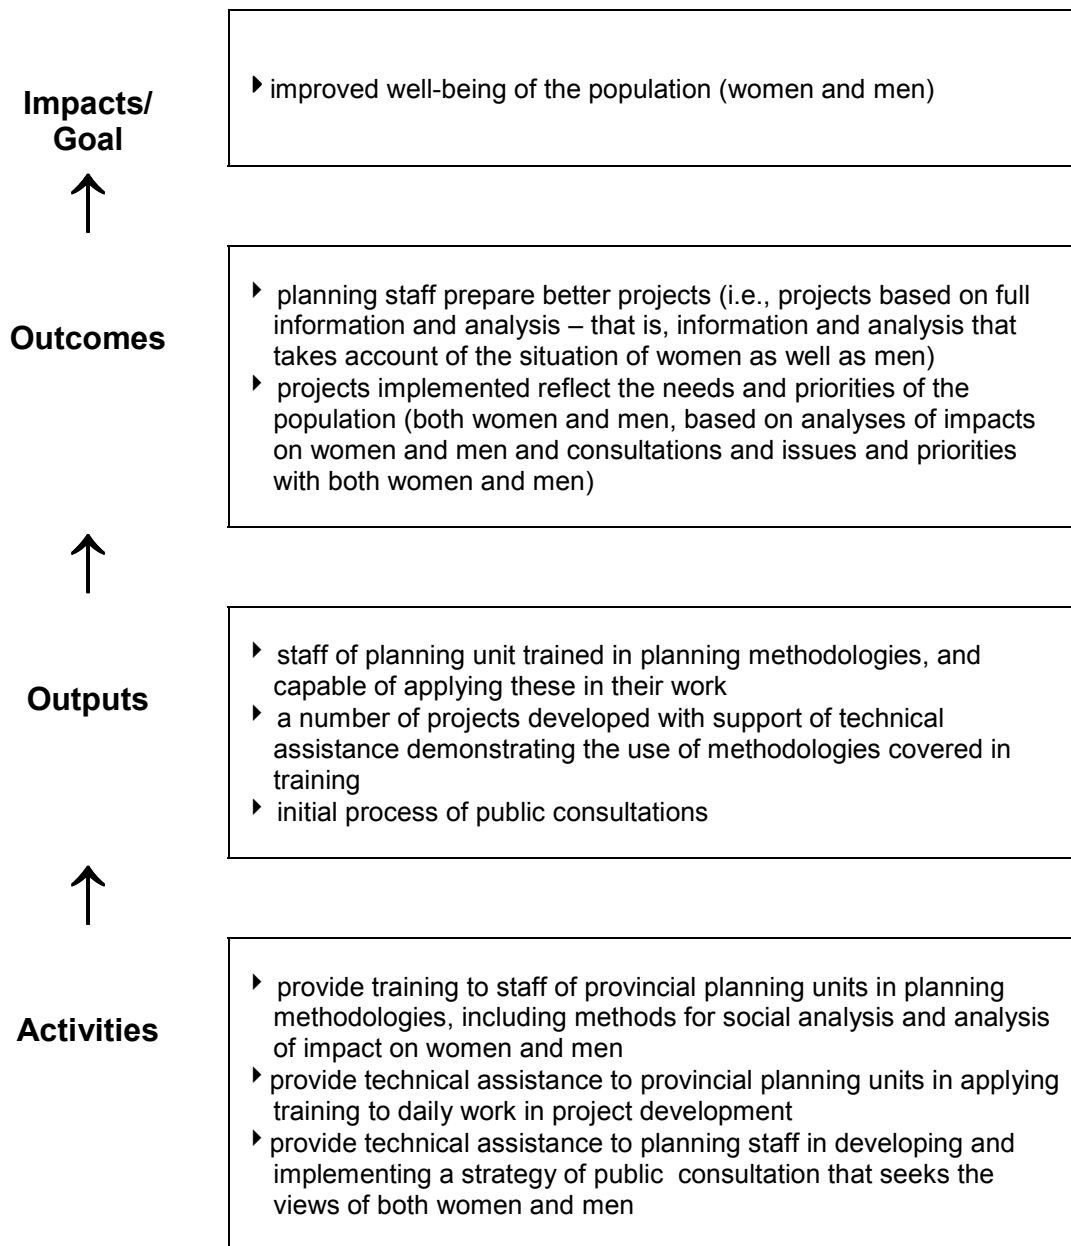 Impacts/
Goal
‣ improved well-being of the population (women and men)
↑
Outcomes
‣ planning staff prepare better projects (i.e., projects based on full
information and analysis – that is, information and analysis that
takes account of the situation of women as well as men)
‣ projects implemented reflect the needs and priorities of the
population (both women and men, based on analyses of impacts
on women and men and consultations and issues and priorities
with both women and men)
↑
Outputs
‣ staff of planning unit trained in planning methodologies, and
capable of applying these in their work
‣ a number of projects developed with support of technical
assistance demonstrating the use of methodologies covered in
training
‣ initial process of public consultations
↑
Activities
‣ provide training to staff of provincial planning units in planning
methodologies, including methods for social analysis and analysis
of impact on women and men
‣ provide technical assistance to provincial planning units in applying
training to daily work in project development
‣ provide technical assistance to planning staff in developing and
implementing a strategy of public consultation that seeks the
views of both women and men